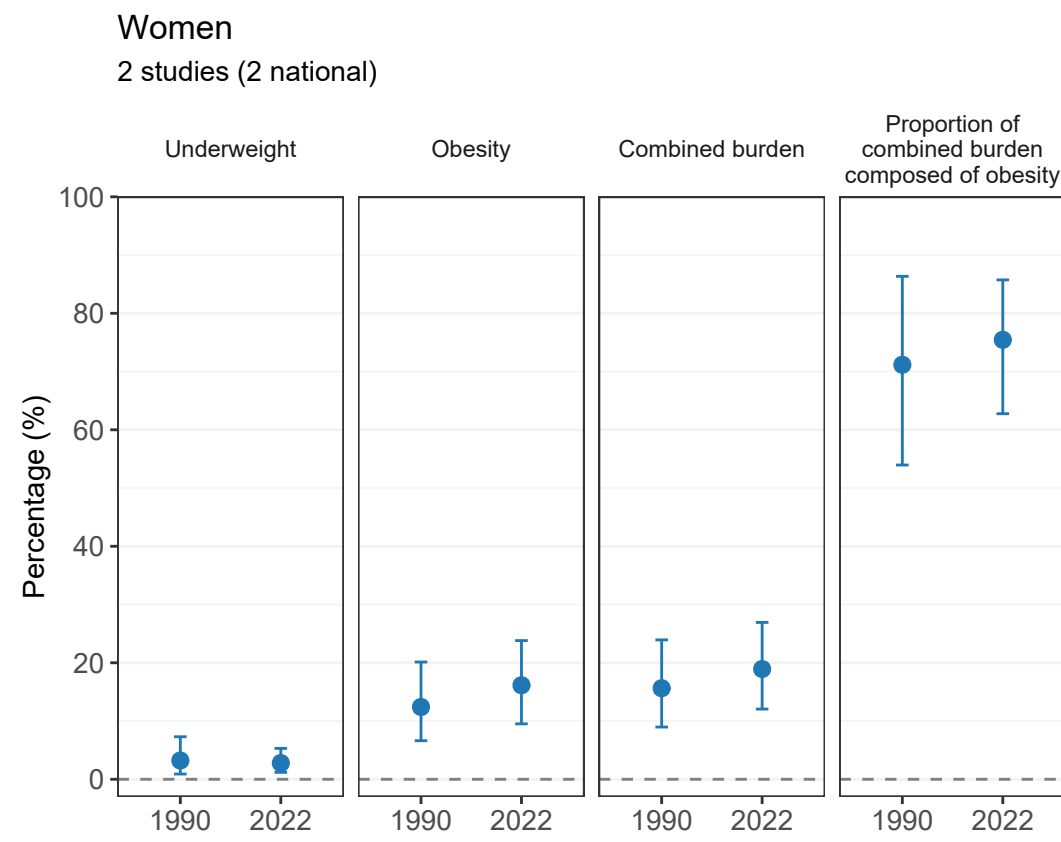 Women
2 studies (2 national)
Underweight
Obesity
Combined burden
Proportion of
combined burden
composed of obesity
Percentage (%)
100
80
60
40
20
0
1990 2022
1990 2022
1990 2022
1990 2022